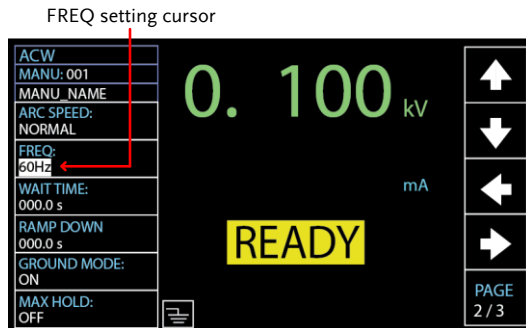 FREQ setting cursor
ACW
MANU: 001
MANU_NAME
ARC SPEED:
NORMAL
FREQ:
60Hz
WAIT TIME:
000.0 s
RAMP DOWN
000.0 s
GROUND MODE:
ON
MAX HOLD:
OFF
0. 100 kV
mA
READY
PAGE
2 / 3